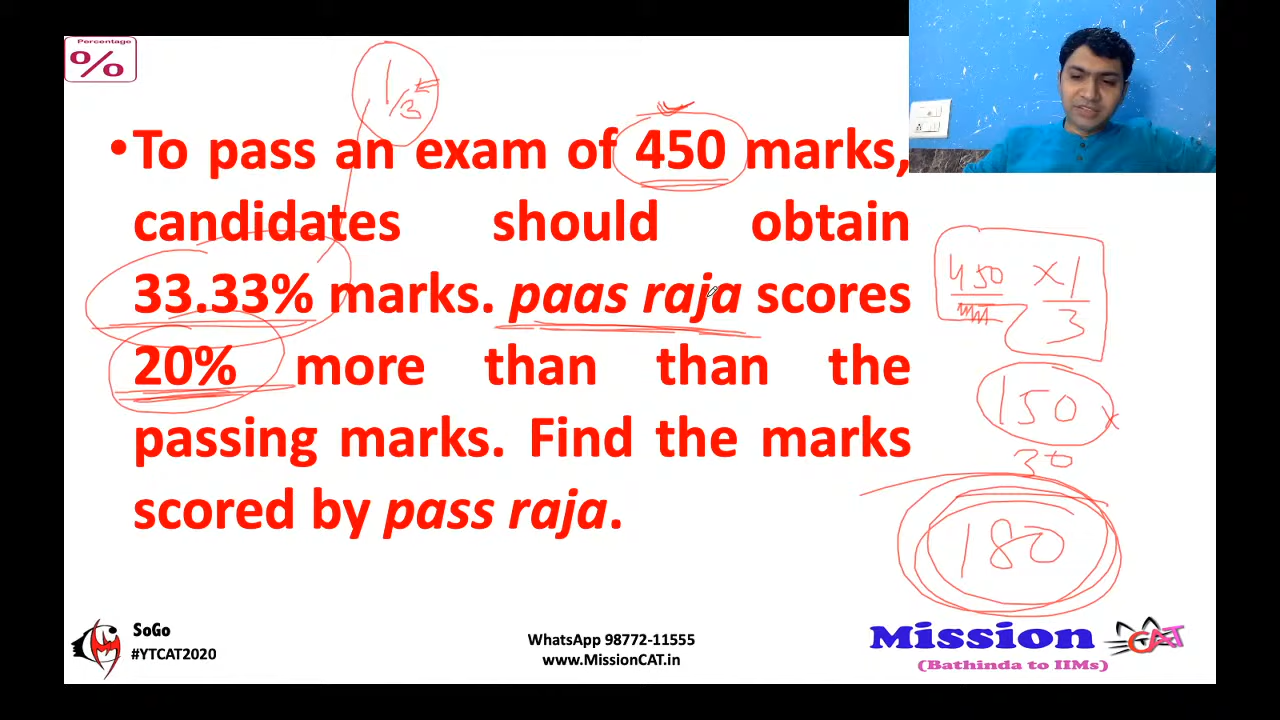 Percentage
%
1/3
•To pass an exam of 450 marks,
candidates should obtain
33.33% marks. paas raja scores
20% more than than the
passing marks. Find the marks
scored by pass raja.
450 × 1
3
150 ×
30
180
SoGo
#YTCAT2020
WhatsApp 98772-11555
www.MissionCAT.in
Mission CAT
(Bathinda to IIMs)